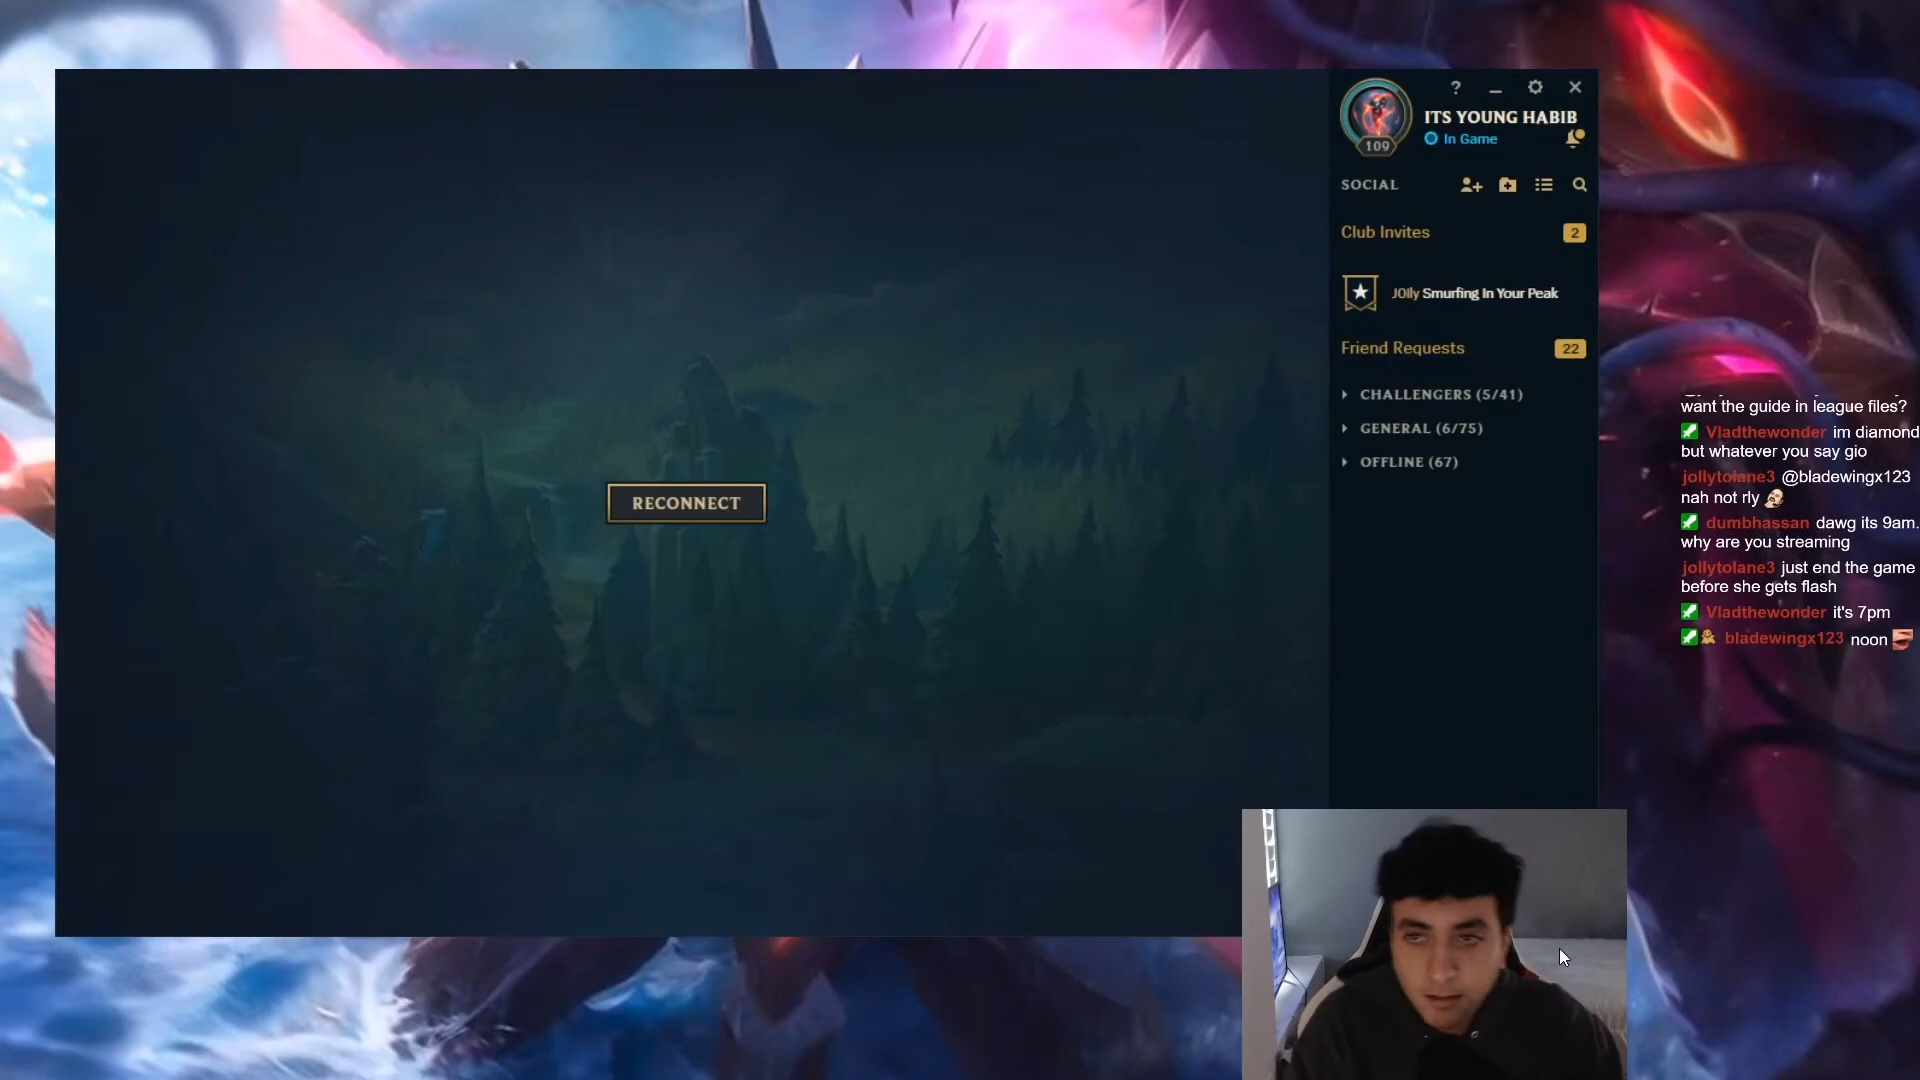 ?
ITS YOUNG HABIB
In Game
109
SOCIAL
Club Invites
2
JOlly Smurfing In Your Peak
Friend Requests
22
CHALLENGERS (5/41)
GENERAL (6/75)
OFFLINE (67)
RECONNECT
want the guide in league files?
Vladthewonder im diamond
but whatever you say gio
jollytolane3 @bladewingx123
nah not rly
dumbhassan dawg its 9am.
why are you streaming
jollytolane3 just end the game
before she gets flash
Vladthewonder it's 7pm
bladewingx123 noon